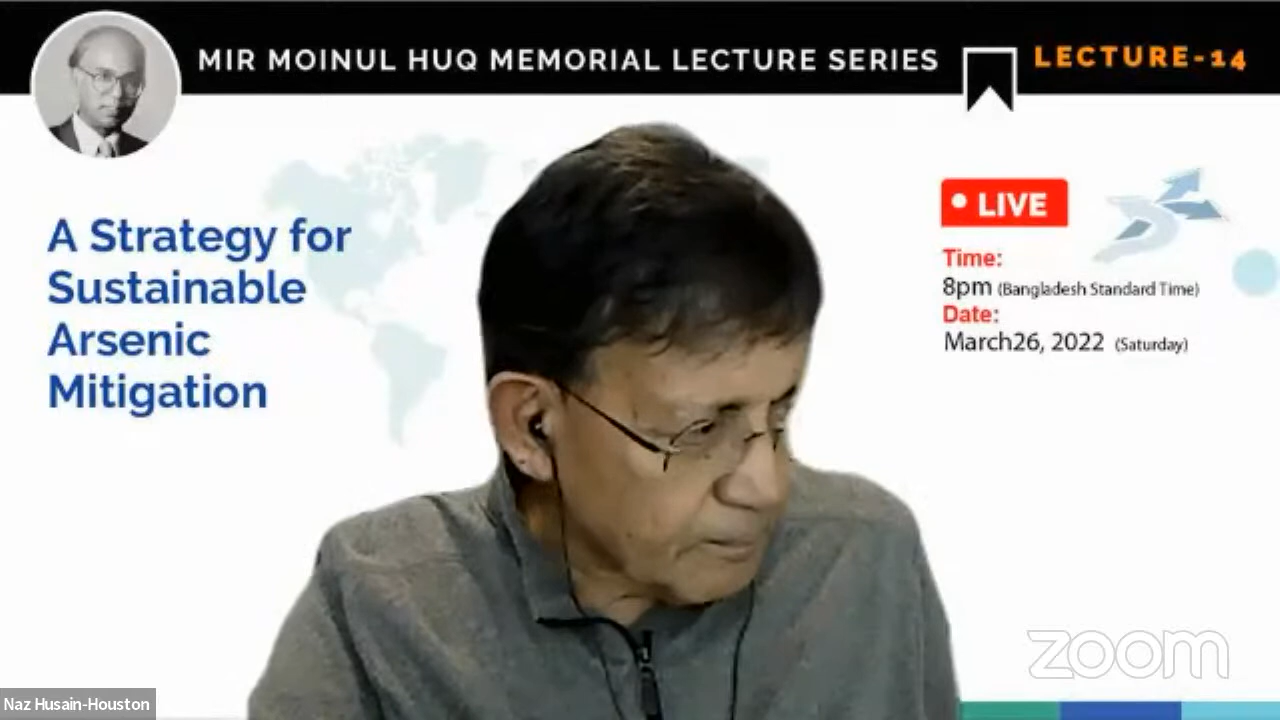 MIR MOINUL HUQ MEMORIAL LECTURE SERIES
LECTURE-14
A Strategy for
Sustainable
Arsenic
Mitigation
LIVE
Time:
8pm (Bangladesh Standard Time)
Date:
March26, 2022 (Saturday)
zoom
Naz Husain-Houston